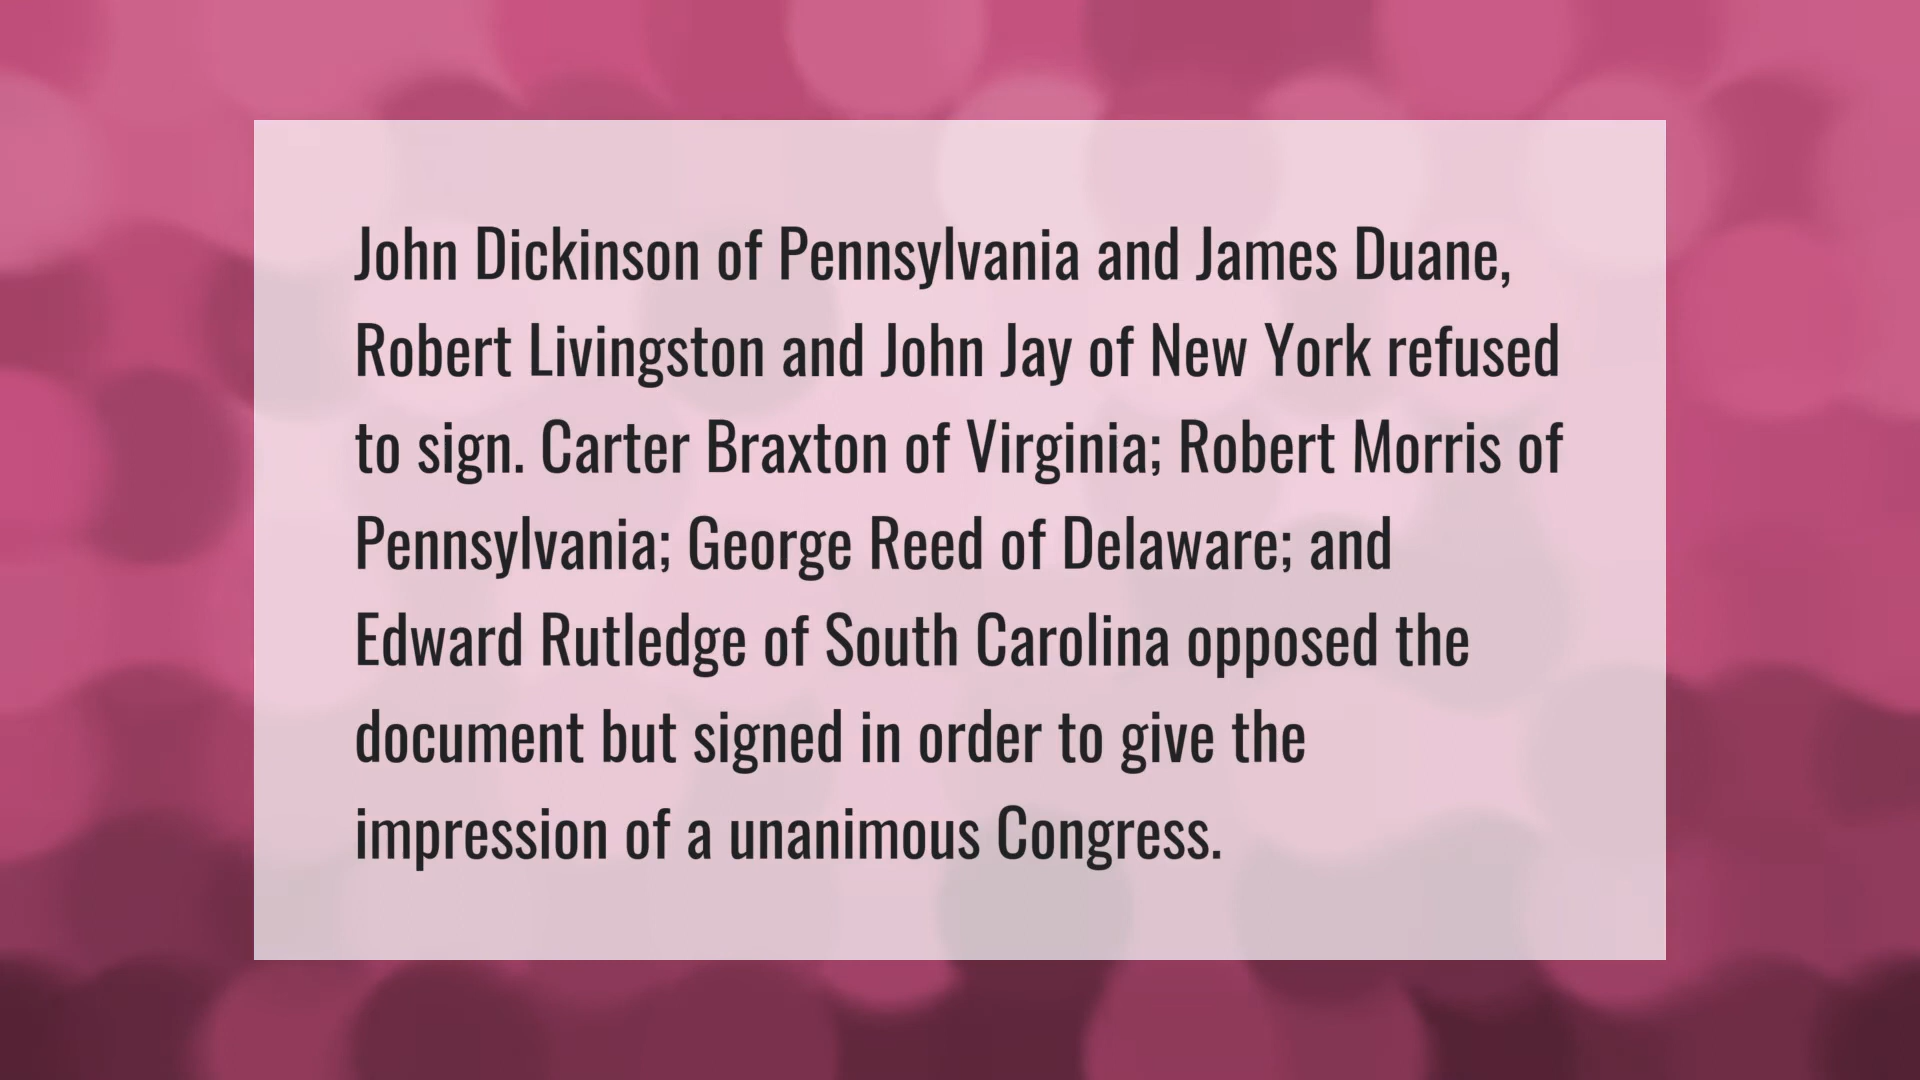 John Dickinson of Pennsylvania and James Duane,
Robert Livingston and John Jay of New York refused
to sign. Carter Braxton of Virginia; Robert Morris of
Pennsylvania; George Reed of Delaware; and
Edward Rutledge of South Carolina opposed the
document but signed in order to give the
impression of a unanimous Congress.